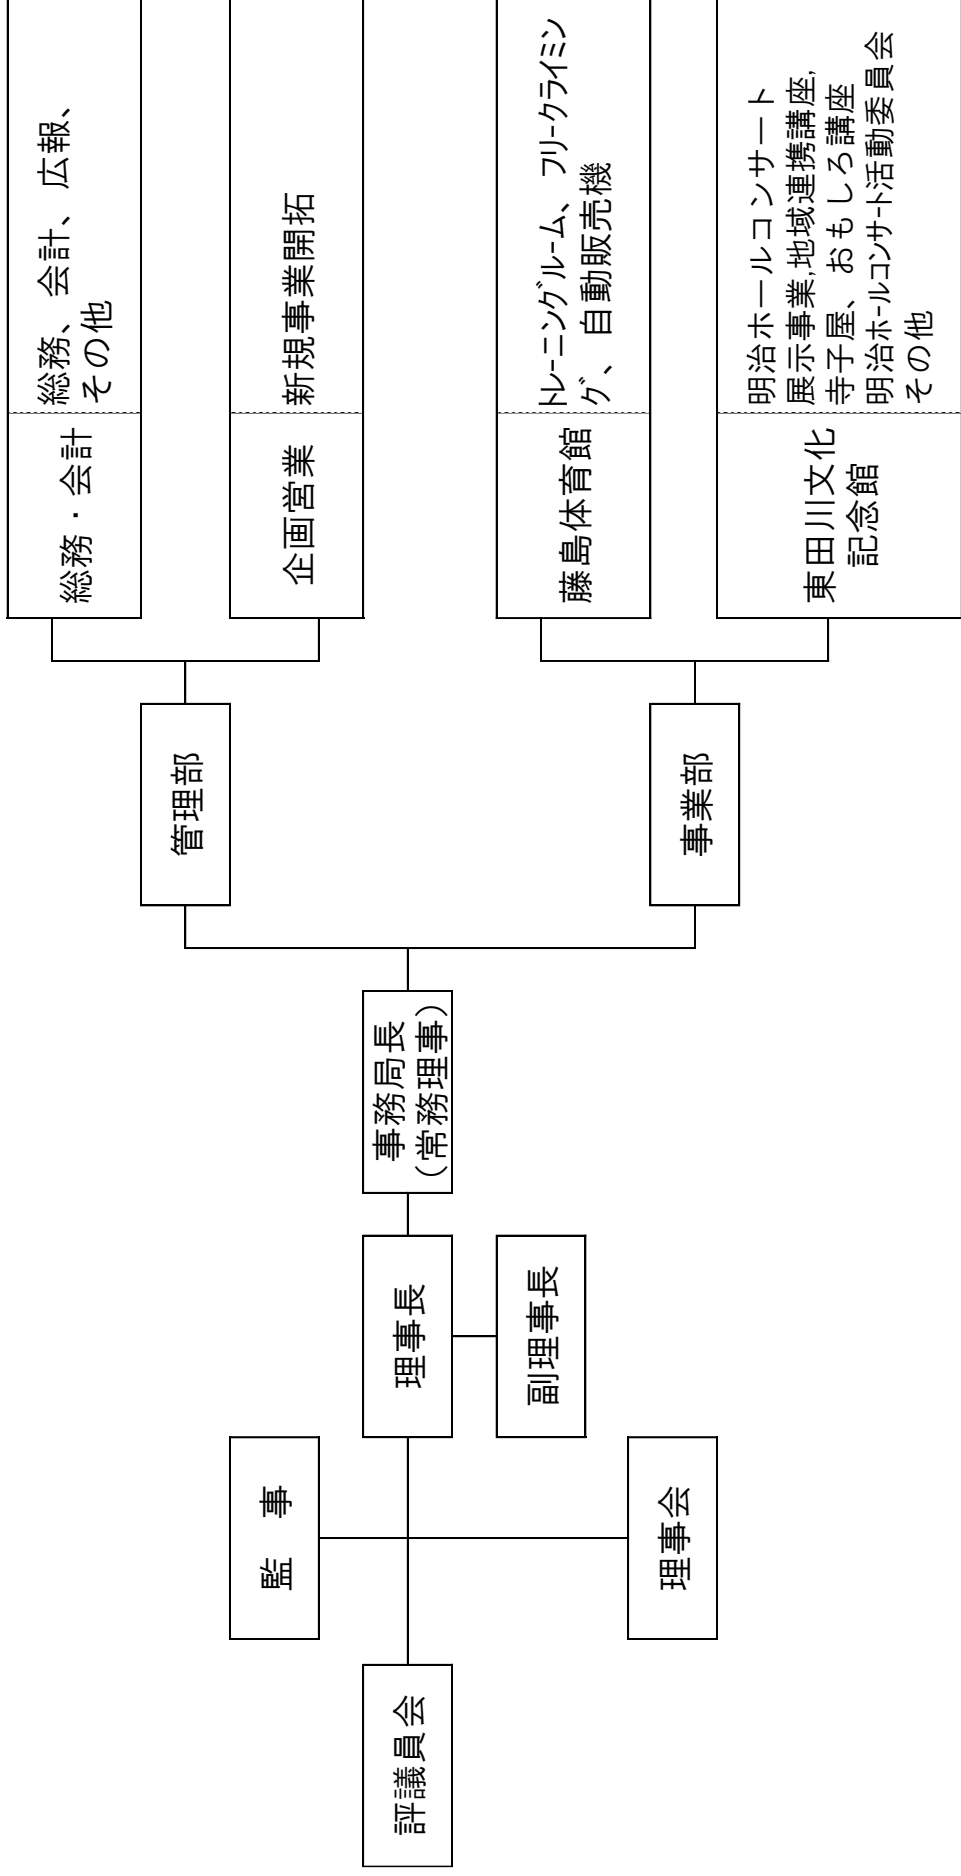 評議員会
監　事
理事会
理事長
副理事長
事務局長
（常務理事）
管理部
事業部
総務・会計
総務、会計、広報、
その他
企画営業
新規事業開拓
藤島体育館
トレーニングルーム、フリークライミン
グ、自動販売機
東田川文化
記念館
明治ホールコンサート
展示事業,地域連携講座,
寺子屋、おもしろ講座
明治ホールコンサート活動委員会
その他